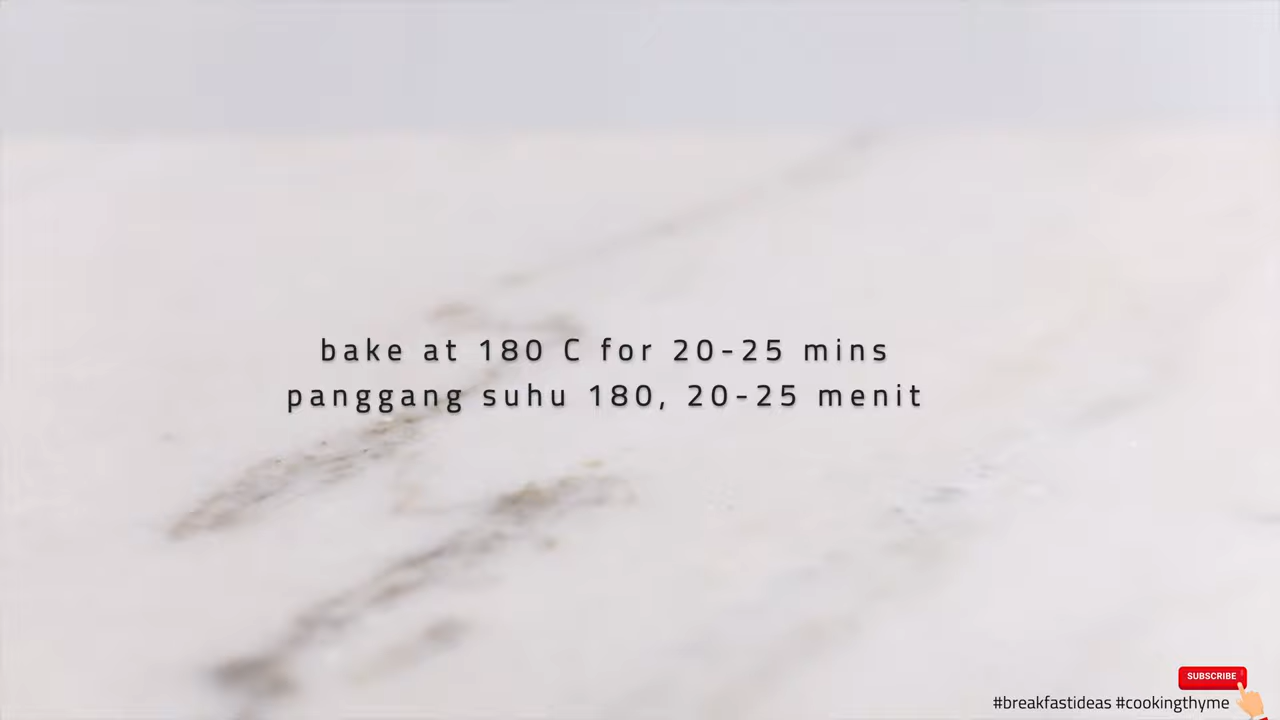 bake at 180 C for 20-25 mins
panggang suhu 180, 20-25 menit
SUBSCRIBE
#breakfastideas #cookingthyme